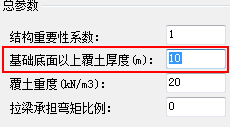 总参数
结构重要性系数: 1
基础底面以上覆土厚度(m): 10
覆土重度(kN/m3): 20
拉梁承担弯矩比例: 0